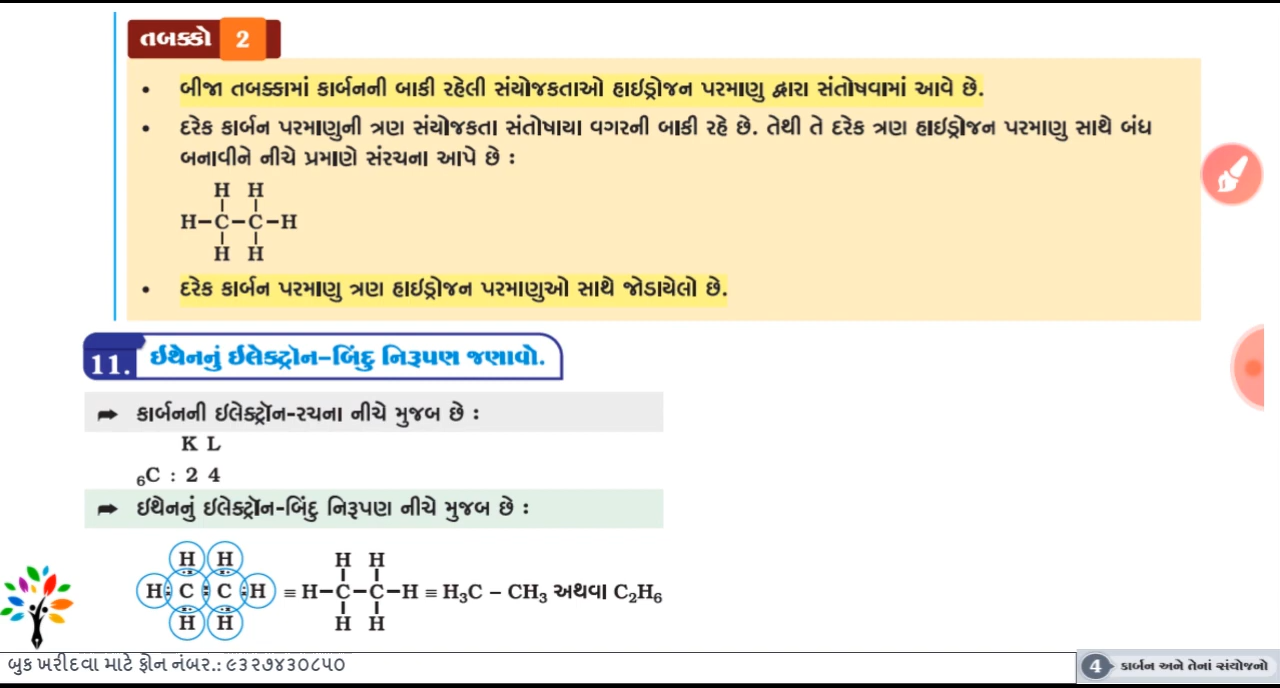 તબક્કો 2
• બીજા તબક્કામાં કાર્બનની બાકી રહેલી સંયોજકતાઓ હાઇડ્રોજન પરમાણુ દ્વારા સંતોષવામાં આવે છે.
• દરેક કાર્બન પરમાણુની ત્રણ સંયોજકતા સંતોષાયા વગરની બાકી રહે છે. તેથી તે દરેક ત્રણ હાઇડ્રોજન પરમાણુ સાથે બંધ
બનાવીને નીચે પ્રમાણે સંરચના આપે છે :
H H
H–C–C–H
H H
• દરેક કાર્બન પરમાણુ ત્રણ હાઇડ્રોજન પરમાણુઓ સાથે જોડાયેલો છે.
11. ઇથેનનું ઇલેક્ટ્રોન–બિંદુ નિરૂપણ જણાવો.
➡ કાર્બનની ઇલેક્ટ્રૉન-રચના નીચે મુજબ છે :
K L
₆C : 2 4
➡ ઇથેનનું ઇલેક્ટ્રૉન-બિંદુ નિરૂપણ નીચે મુજબ છે :
H H H H
H C C H ≡ H–C–C–H ≡ H₃C – CH₃ અથવા C₂H₆
H H H H
બુક ખરીદવા માટે ફોન નંબર.: ૯૩૨૭૪૩૦૮૫૦
4 કાર્બન અને તેનાં સંયોજનો